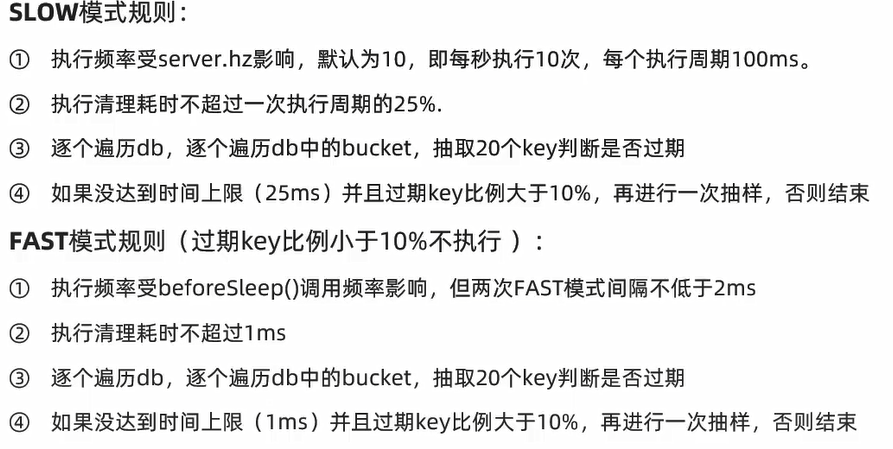 SLOW模式规则：
① 执行频率受server.hz影响，默认为10，即每秒执行10次，每个执行周期100ms。
② 执行清理耗时不超过一次执行周期的25%.
③ 逐个遍历db，逐个遍历db中的bucket，抽取20个key判断是否过期
④ 如果没达到时间上限（25ms）并且过期key比例大于10%，再进行一次抽样，否则结束
FAST模式规则（过期key比例小于10%不执行 ）：
① 执行频率受beforeSleep()调用频率影响，但两次FAST模式间隔不低于2ms
② 执行清理耗时不超过1ms
③ 逐个遍历db，逐个遍历db中的bucket，抽取20个key判断是否过期
④ 如果没达到时间上限（1ms）并且过期key比例大于10%，再进行一次抽样，否则结束